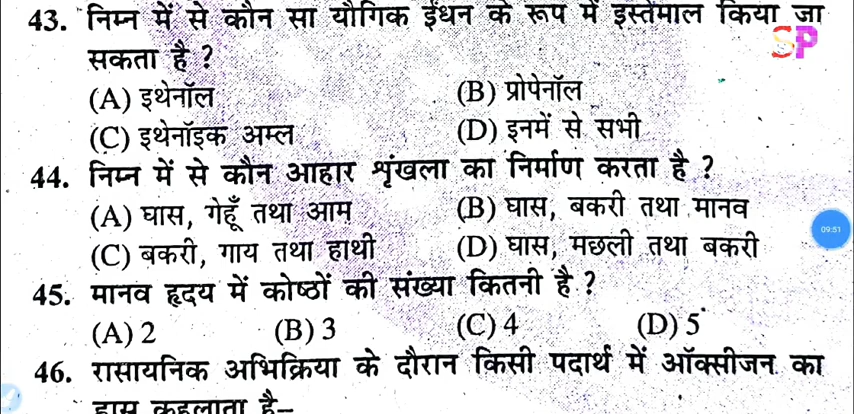 43. निम्न में से कौन सा यौगिक ईंधन के रूप में इस्तेमाल किया जा
SP
सकता है ?
(A) इथेनॉल (B) प्रोपेनॉल
(C) इथेनॉइक अम्ल (D) इनमें से सभी
44. निम्न में से कौन आहार श्रृंखला का निर्माण करता है ?
(A) घास, गेहूँ तथा आम (B) घास, बकरी तथा मानव
(C) बकरी, गाय तथा हाथी (D) घास, मछली तथा बकरी
09:51
45. मानव हृदय में कोष्ठों की संख्या कितनी है ?
(A) 2 (B) 3 (C) 4 (D) 5
46. रासायनिक अभिक्रिया के दौरान किसी पदार्थ में ऑक्सीजन का
ह्रास कहलाता है–